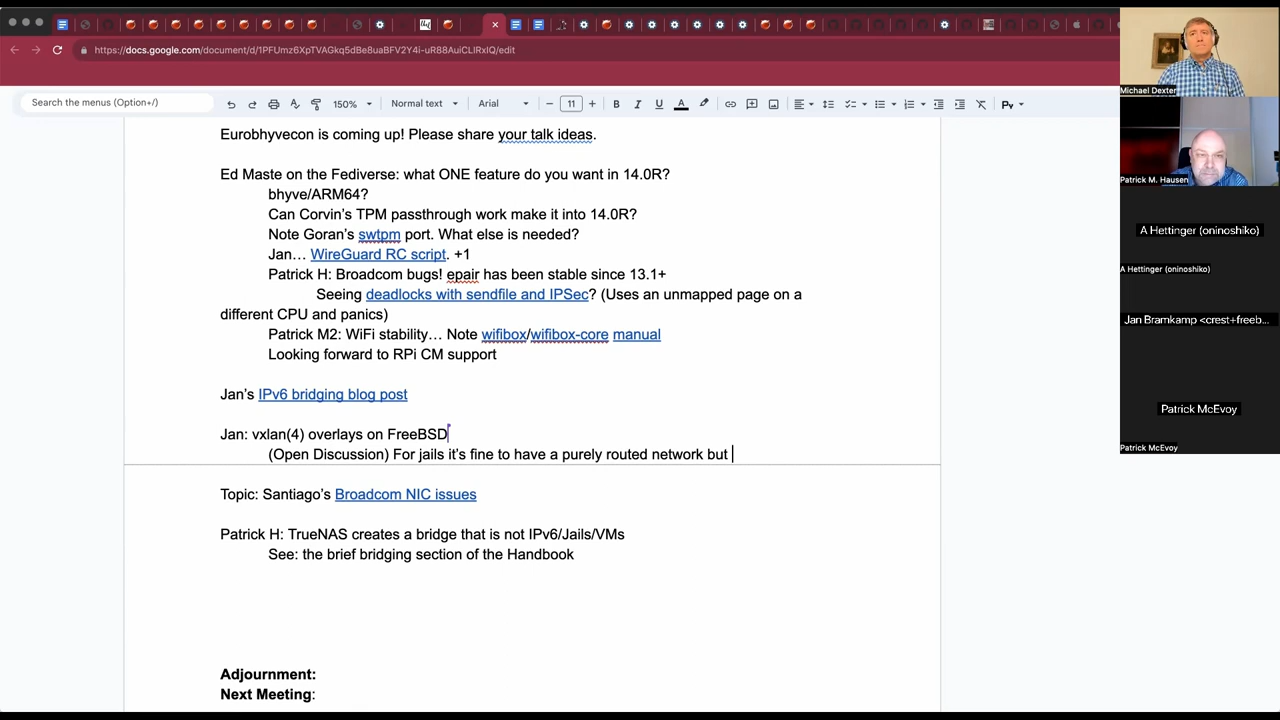 https://docs.google.com/document/d/1PFUmz6XpTVAGkq5dBe8uaBFV2Y4i-uR88AuiCLlRxIQ/edit
Search the menus (Option+/)
150%
Normal text
Arial
11
Eurobhyvecon is coming up! Please share your talk ideas.
Ed Maste on the Fediverse: what ONE feature do you want in 14.0R?
bhyve/ARM64?
Can Corvin's TPM passthrough work make it into 14.0R?
Note Goran's swtpm port. What else is needed?
Jan… WireGuard RC script. +1
Patrick H: Broadcom bugs! epair has been stable since 13.1+
Seeing deadlocks with sendfile and IPSec? (Uses an unmapped page on a
different CPU and panics)
Patrick M2: WiFi stability… Note wifibox/wifibox-core manual
Looking forward to RPi CM support
Jan's IPv6 bridging blog post
Jan: vxlan(4) overlays on FreeBSD
(Open Discussion) For jails it's fine to have a purely routed network but
Topic: Santiago's Broadcom NIC issues
Patrick H: TrueNAS creates a bridge that is not IPv6/Jails/VMs
See: the brief bridging section of the Handbook
Adjournment:
Next Meeting:
Michael Dexter
Patrick M. Hausen
A Hettinger (oninoshiko)
A Hettinger (oninoshiko)
Jan Bramkamp <crest+freeb...
Patrick McEvoy
Patrick McEvoy